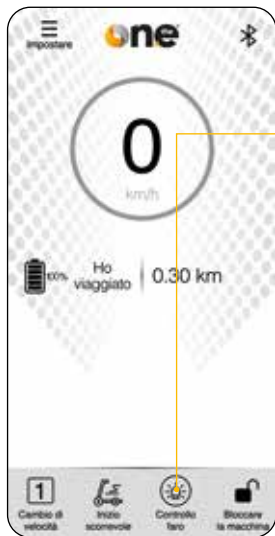 Impostare
one
0
km/h
100%
Ho
viaggiato
0.30 km
1
Cambio di
velocità
Inizio
scorrevole
Controllo
faro
Bloccare
la macchina